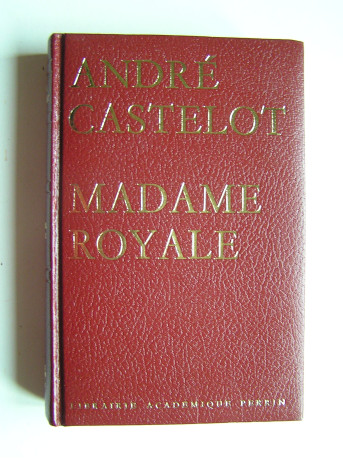 ANDRÉ
CASTELOT
MADAME
ROYALE
LIBRAIRIE ACADÉMIQUE PERRIN